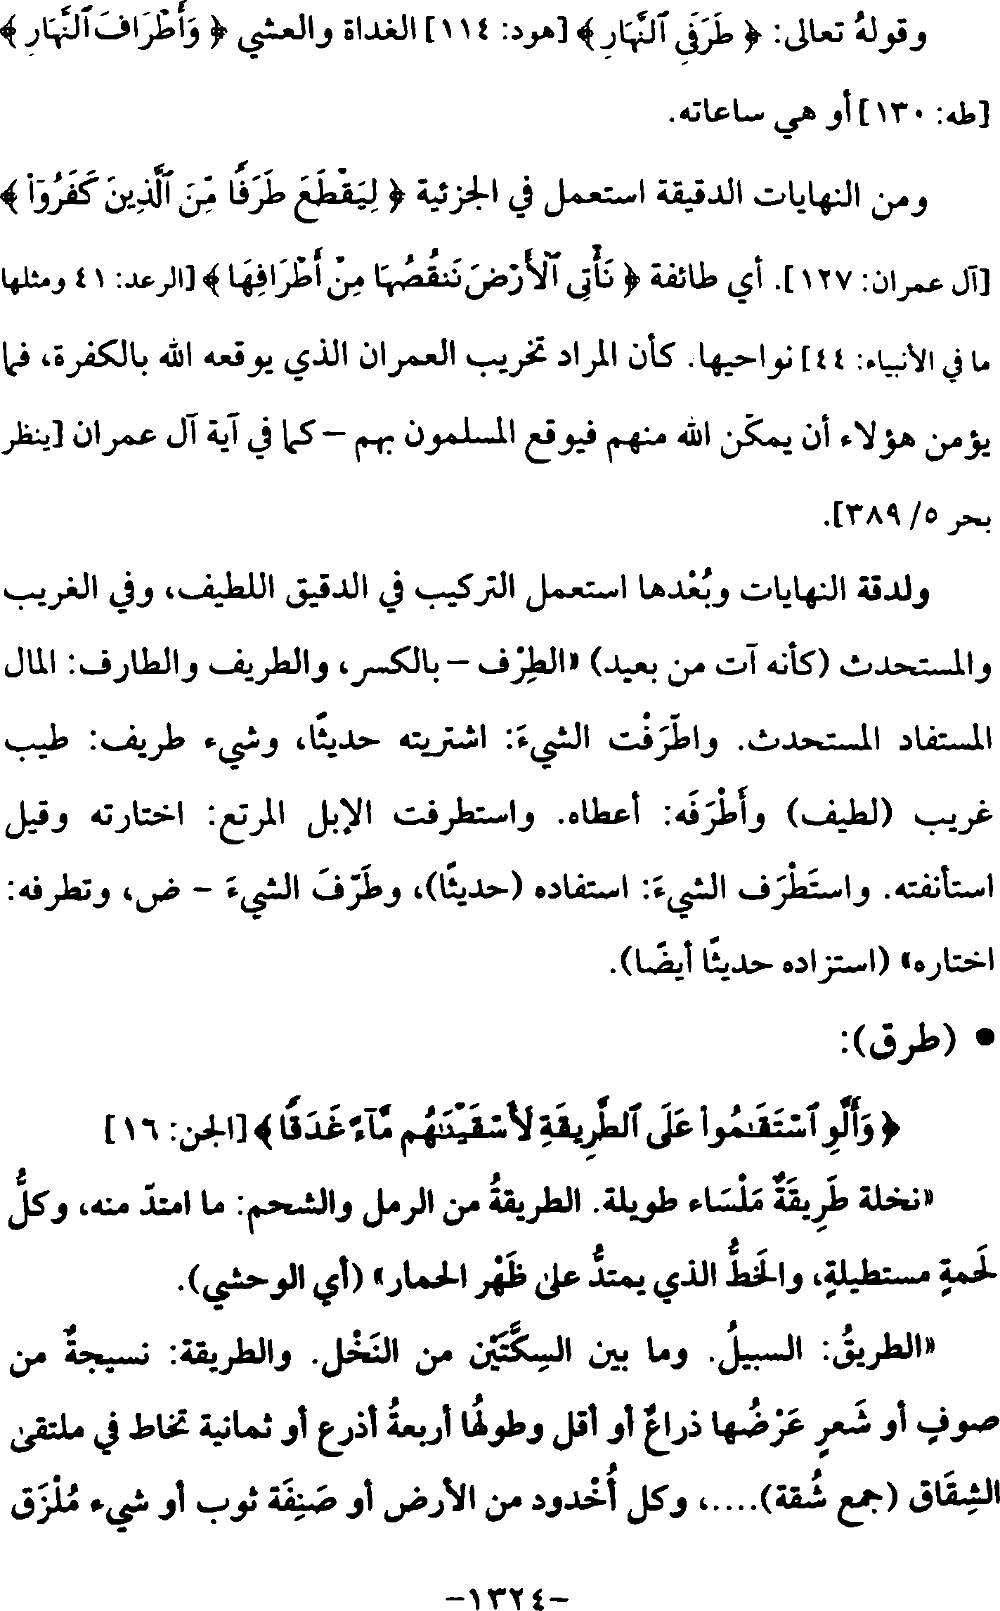 وقولهُ تعالى: ﴿ طَرَفَيِ ٱلنَّهَارِ ﴾ [هود: ١١٤] الغداة والعشي ﴿ وَأَطْرَافَ ٱلنَّهَارِ ﴾
[طه: ١٣٠] أو هي ساعاته.
ومن النهايات الدقيقة استعمل في الجزئية ﴿ لِيَقْطَعَ طَرَفًا مِّنَ ٱلَّذِينَ كَفَرُوٓاْ ﴾
[آل عمران: ١٢٧]. أي طائفة ﴿ نَأْتِى ٱلْأَرْضَ نَنقُصُهَا مِنْ أَطْرَافِهَا ﴾ [الرعد: ٤١ ومثلها
ما في الأنبياء: ٤٤] نواحيها. كأن المراد تخريب العمران الذي يوقعه الله بالكفرة، فما
يؤمن هؤلاء أن يمكّن الله منهم فيوقع المسلمون بهم – كما في آية آل عمران [ينظر
بحر ٥/ ٣٨٩].
ولدقة النهايات وبُعْدها استعمل التركيب في الدقيق اللطيف، وفي الغريب
والمستحدث (كأنه آت من بعيد) «الطِرْف – بالكسر، والطريف والطارف: المال
المستفاد المستحدث. واطّرَفْت الشيءَ: اشتريته حديثًا، وشيء طريف: طيب
غريب (لطيف) وأَطْرَفَه: أعطاه. واستطرفت الإبل المرتع: اختارته وقيل
استأنفته. واستَطْرَف الشيءَ: استفاده (حديثًا)، وطَرّفَ الشيءَ – ض، وتطرفه:
اختاره» (استزاده حديثًا أيضًا).
• (طرق):
﴿ وَأَلَّوِ ٱسْتَقَٰمُواْ عَلَى ٱلطَّرِيقَةِ لَأَسْقَيْنَٰهُم مَّآءً غَدَقًا ﴾ [الجن: ١٦]
«نخلة طَرِيقَةٌ مَلْسَاء طويلة. الطريقةُ من الرمل والشحم: ما امتدّ منه، وكلُّ
لَحمةٍ مستطيلةٍ، والخَطُّ الذي يمتدُّ على ظَهْر الحمار» (أي الوحشي).
«الطريقُ: السبيلُ. وما بين السِكَّتَيْن من النَخْل. والطريقة: نسيجةٌ من
صوفٍ أو شَعرٍ عَرْضُها ذراعٌ أو أقل وطولهُا أربعةُ أذرع أو ثمانية تخاط في ملتقى
الشِقَاق (جمع شُقة)....، وكل أُخْدود من الأرض أو صَنِفَة ثوب أو شيء مُلْزَق
-١٣٢٤-